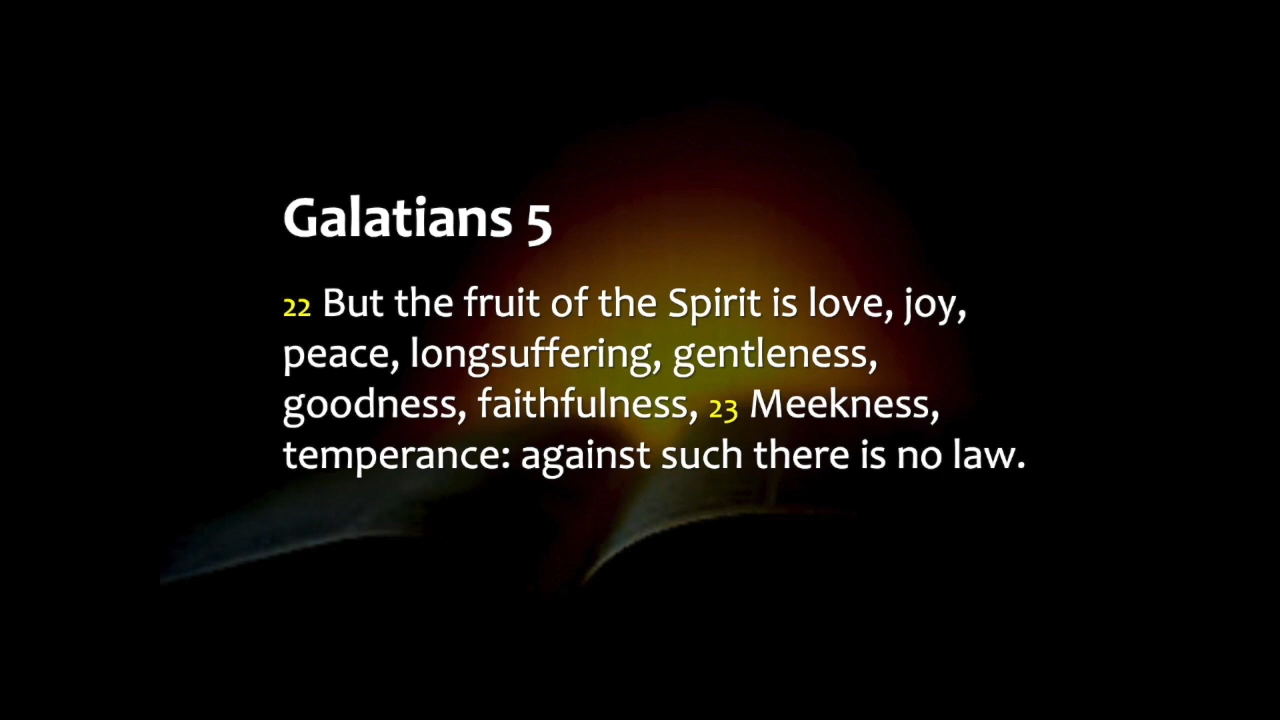 Galatians 5
22 But the fruit of the Spirit is love, joy,
peace, longsuffering, gentleness,
goodness, faithfulness, 23 Meekness,
temperance: against such there is no law.